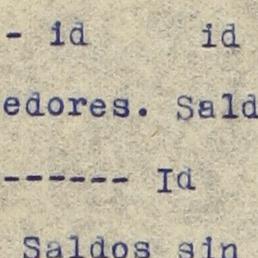 - id id
edores. Sald
------ Id
Saldos sin